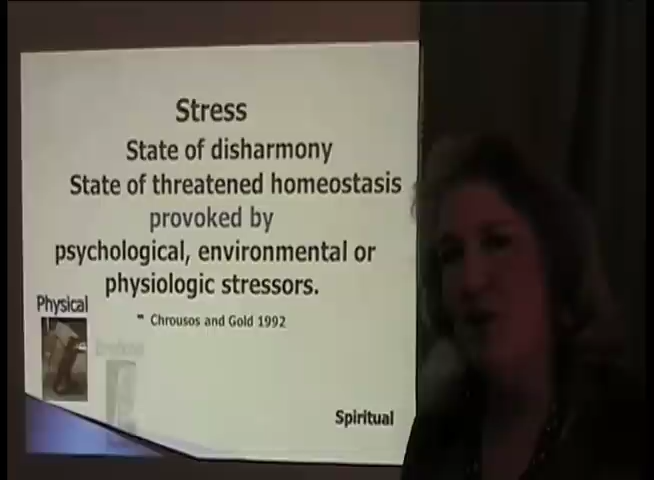 Stress
State of disharmony
State of threatened homeostasis
provoked by
psychological, environmental or
physiologic stressors.
Physical
- Chrousos and Gold 1992
Spiritual